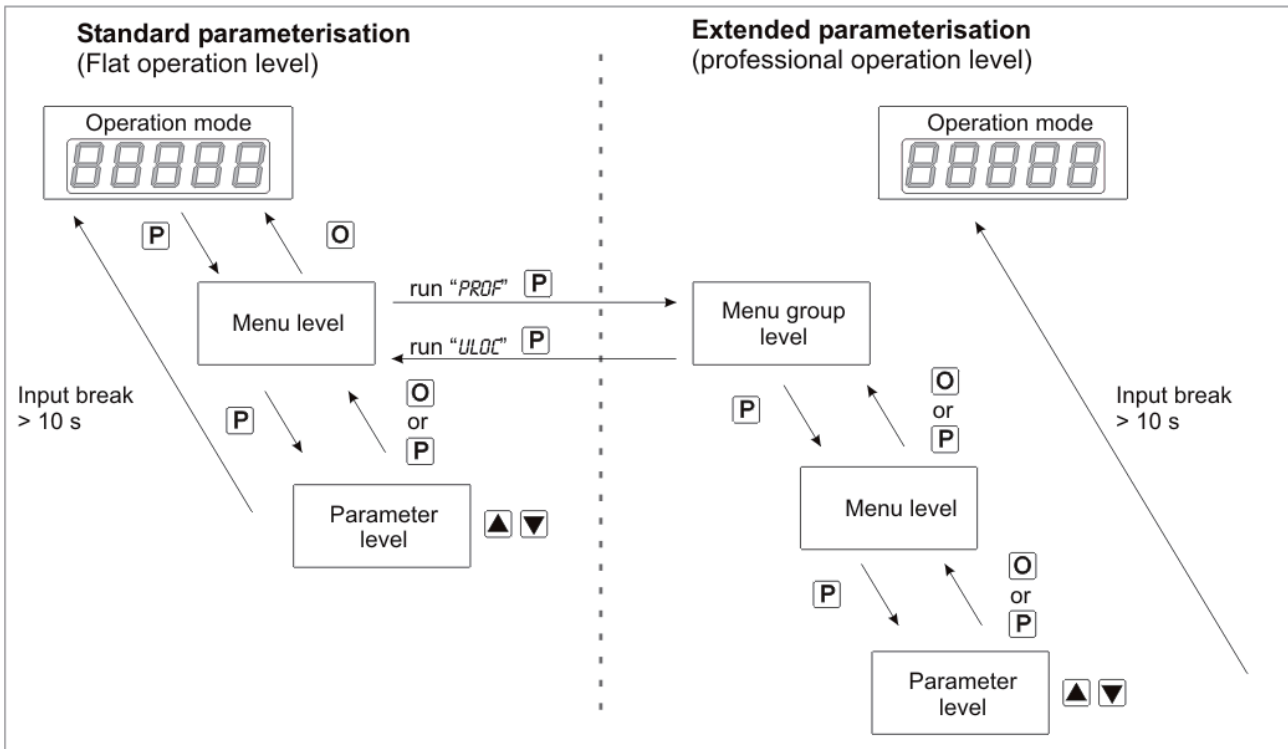 Standard parameterisation
(Flat operation level)
Operation mode
88888
P
O
Menu level
run “PROF” P
run “ULOC” P
Input break
> 10 s
P
O
or
P
Parameter
level
▲ ▼
Extended parameterisation
(professional operation level)
Operation mode
88888
Menu group
level
P
O
or
P
Input break
> 10 s
Menu level
P
O
or
P
Parameter
level
▲ ▼